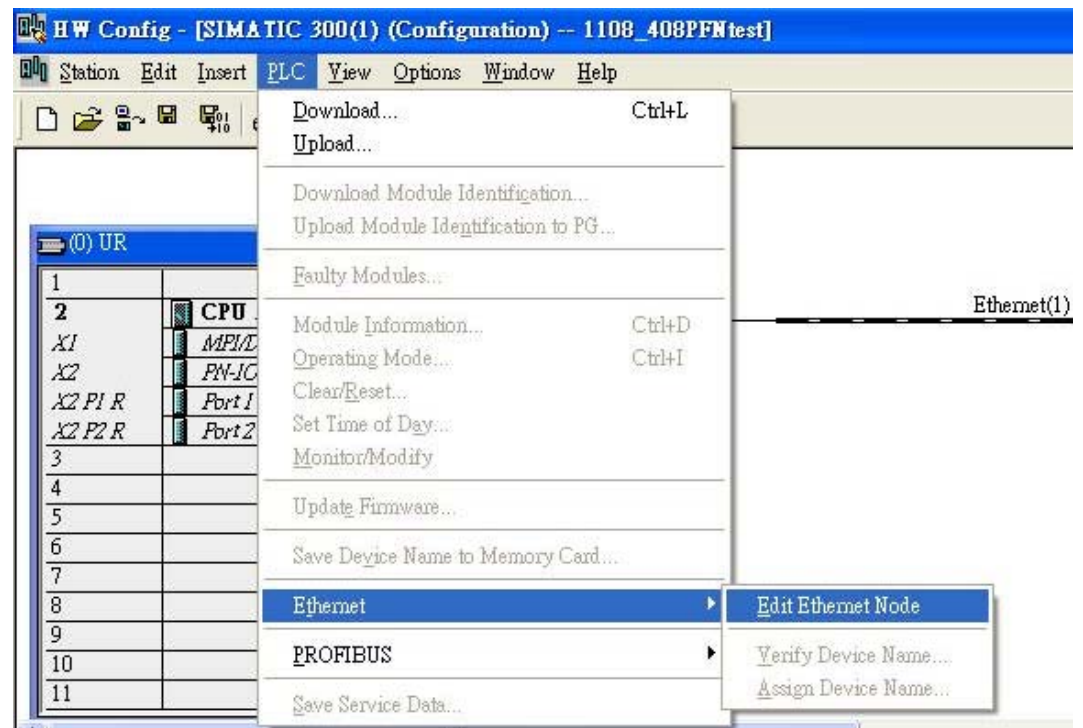 HW Config - [SIMATIC 300(1) (Configuration) -- 1108_408PFNtest]
Station Edit Insert PLC View Options Window Help
Download... Ctrl+L
Upload...
Download Module Identification...
Upload Module Identification to PG...
Faulty Modules...
Module Information... Ctrl+D
Operating Mode... Ctrl+I
Clear/Reset...
Set Time of Day...
Monitor/Modify
Update Firmware...
Save Device Name to Memory Card...
Ethernet
PROFIBUS
Save Service Data...
Edit Ethernet Node
Verify Device Name...
Assign Device Name...
(0) UR
1
2 CPU
X1 MPI/D
X2 PN-IO
X2 P1 R Port 1
X2 P2 R Port 2
3
4
5
6
7
8
9
10
11
Ethernet(1)